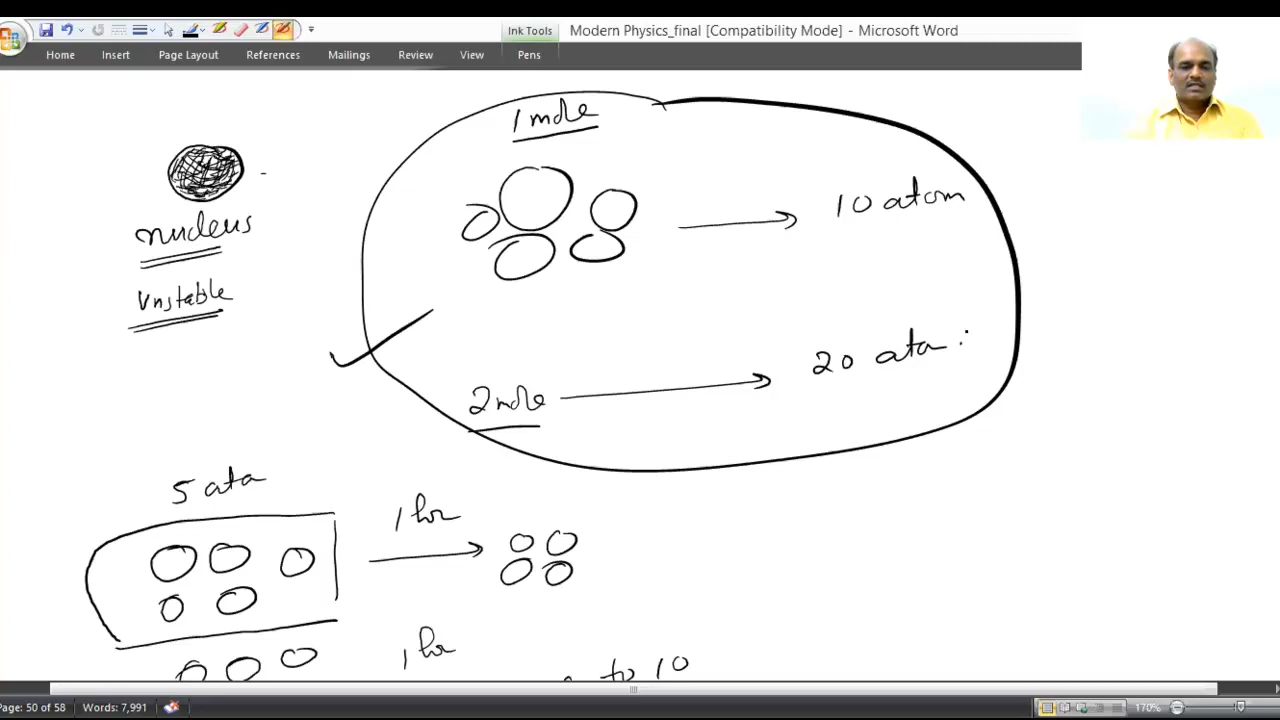 Ink Tools
Modern Physics_final [Compatibility Mode] - Microsoft Word
Home Insert Page Layout References Mailings Review View Pens
1 mole
10 atom
nucleus
Unstable
2 mole
20 ato
5 ato
1 hr
1 hr
to 10
Page: 50 of 58 Words: 7,991
170%